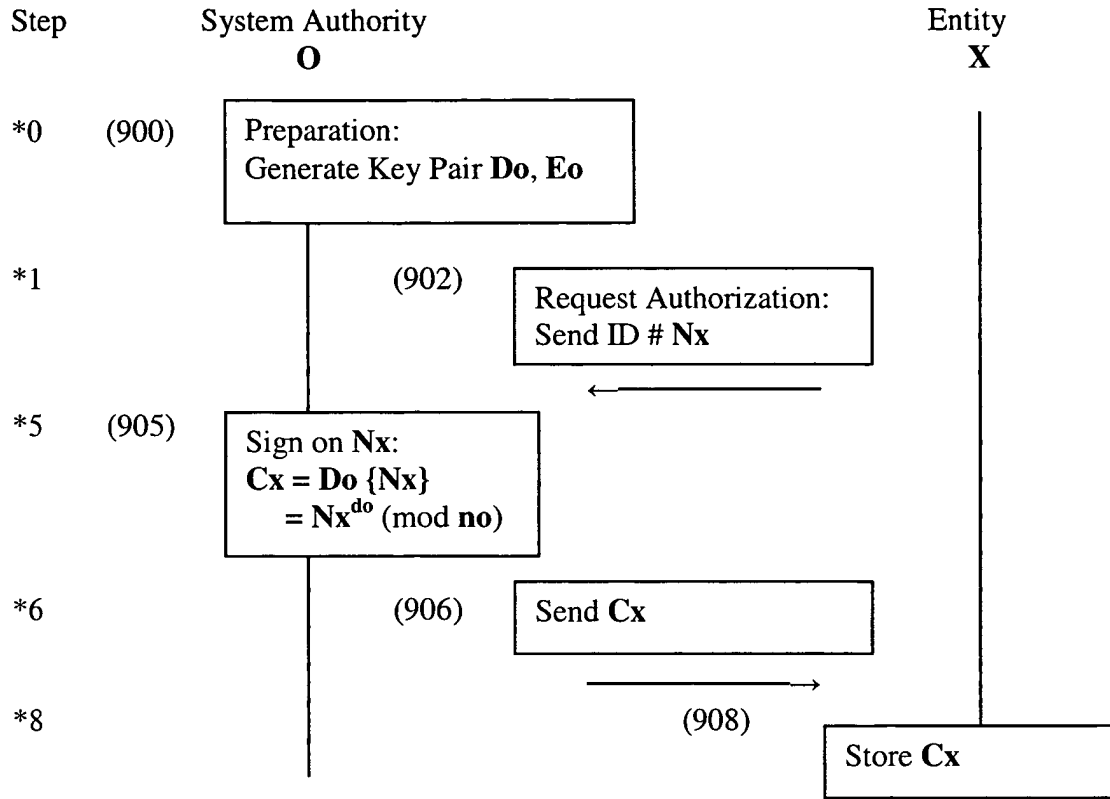 Step System Authority Entity
O X
*0 (900) Preparation:
Generate Key Pair Do, Eo
*1 (902) Request Authorization:
Send ID # Nx
←
*5 (905) Sign on Nx:
Cx = Do {Nx}
= Nx^do (mod no)
*6 (906) Send Cx
→
*8 (908)
Store Cx